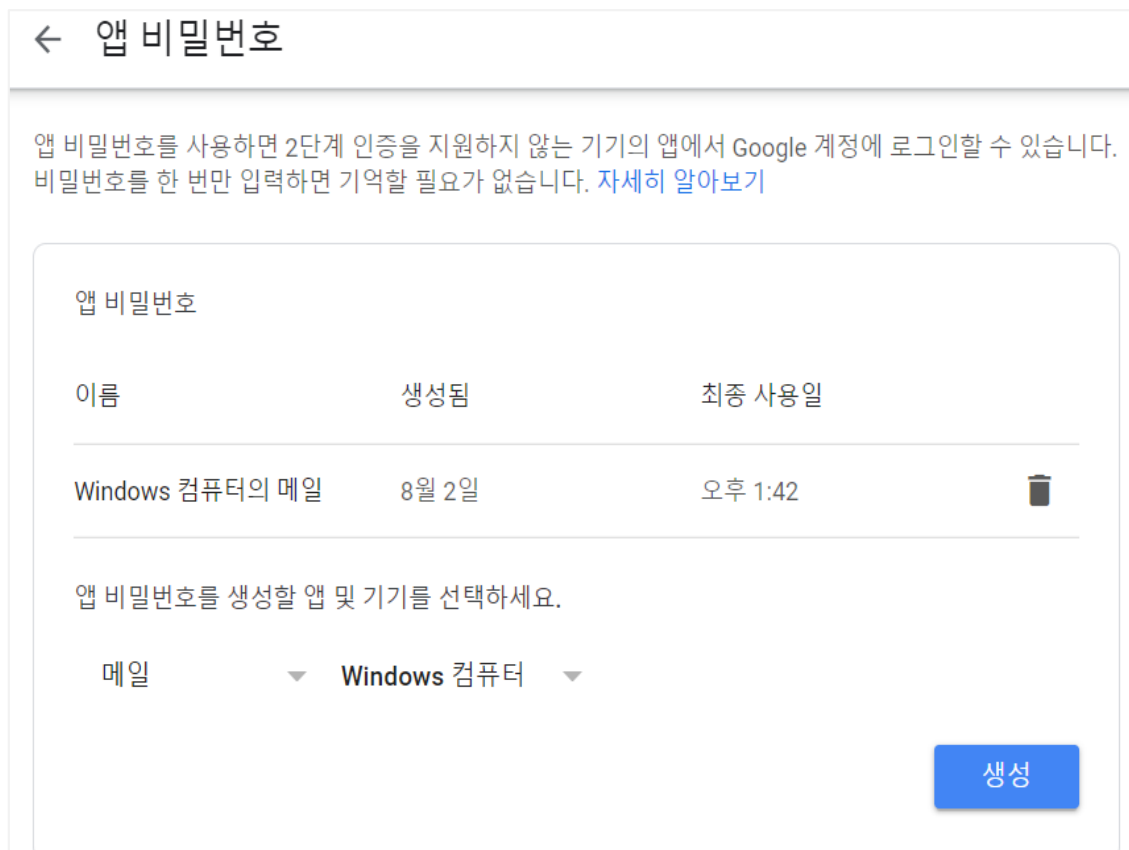 앱 비밀번호
앱 비밀번호를 사용하면 2단계 인증을 지원하지 않는 기기의 앱에서 Google 계정에 로그인할 수 있습니다.
비밀번호를 한 번만 입력하면 기억할 필요가 없습니다. 자세히 알아보기
앱 비밀번호
이름 생성됨 최종 사용일
Windows 컴퓨터의 메일 8월 2일 오후 1:42
앱 비밀번호를 생성할 앱 및 기기를 선택하세요.
메일 Windows 컴퓨터
생성